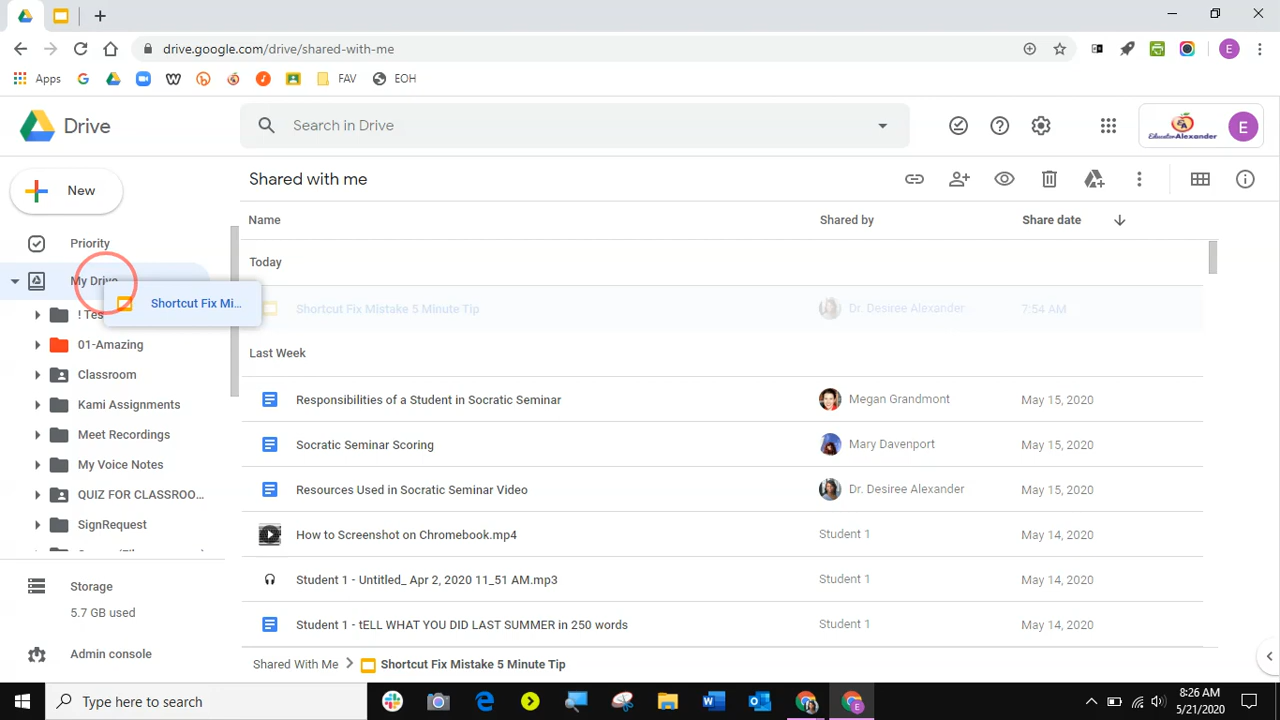 drive.google.com/drive/shared-with-me
E
Apps
FAV
EOH
Drive
Search in Drive
Educator Alexander
E
New
Shared with me
Name
Shared by
Share date
Priority
My Drive
Today
Shortcut Fix Mi...
Shortcut Fix Mistake 5 Minute Tip
Dr. Desiree Alexander
7:54 AM
! Tes
01-Amazing
Last Week
Classroom
Responsibilities of a Student in Socratic Seminar
Megan Grandmont
May 15, 2020
Kami Assignments
Meet Recordings
Socratic Seminar Scoring
Mary Davenport
May 15, 2020
My Voice Notes
QUIZ FOR CLASSROO...
Resources Used in Socratic Seminar Video
Dr. Desiree Alexander
May 15, 2020
SignRequest
How to Screenshot on Chromebook.mp4
Student 1
May 14, 2020
Storage
5.7 GB used
Student 1 - Untitled_ Apr 2, 2020 11_51 AM.mp3
Student 1
May 14, 2020
Student 1 - tELL WHAT YOU DID LAST SUMMER in 250 words
Student 1
May 14, 2020
Admin console
Shared With Me
Shortcut Fix Mistake 5 Minute Tip
Type here to search
8:26 AM
5/21/2020